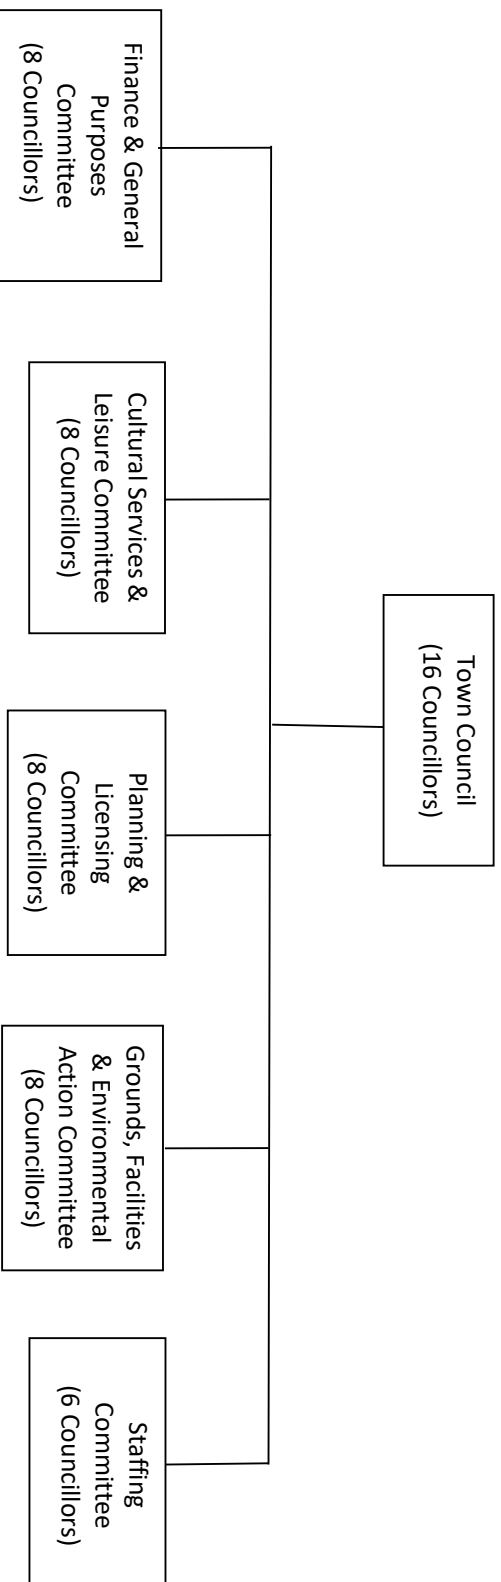 Town Council
(16 Councillors)
Finance & General
Purposes
Committee
(8 Councillors)
Cultural Services &
Leisure Committee
(8 Councillors)
Planning &
Licensing
Committee
(8 Councillors)
Grounds, Facilities
& Environmental
Action Committee
(8 Councillors)
Staffing
Committee
(6 Councillors)